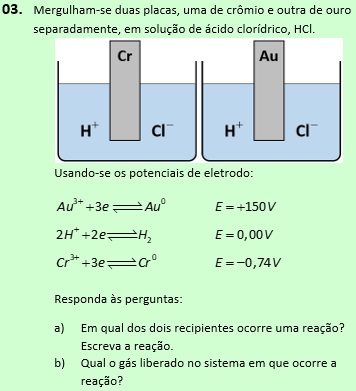 03. Mergulham-se duas placas, uma de crômio e outra de ouro
separadamente, em solução de ácido clorídrico, HCl.
Cr Au
H⁺ Cl⁻ H⁺ Cl⁻
Usando-se os potenciais de eletrodo:
Au³⁺ +3e ⇌ Au⁰ E = +150V
2H⁺ +2e ⇌ H₂ E = 0,00V
Cr³⁺ +3e ⇌ Cr⁰ E = −0,74V
Responda às perguntas:
a) Em qual dos dois recipientes ocorre uma reação?
Escreva a reação.
b) Qual o gás liberado no sistema em que ocorre a
reação?